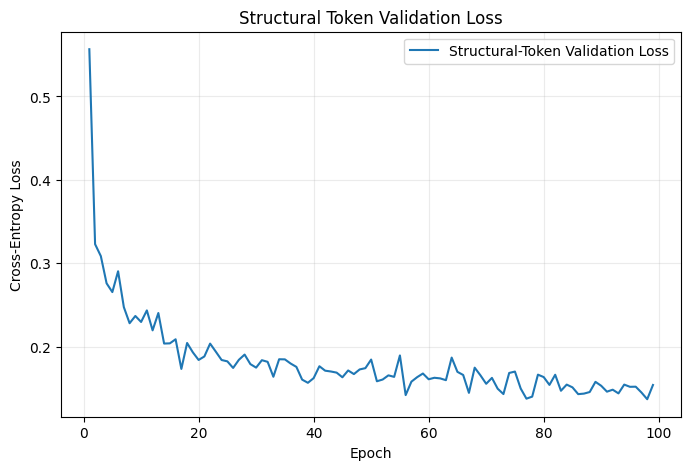 Structural Token Validation Loss
Structural-Token Validation Loss
Cross-Entropy Loss
0.5
0.4
0.3
0.2
0 20 40 60 80 100
Epoch